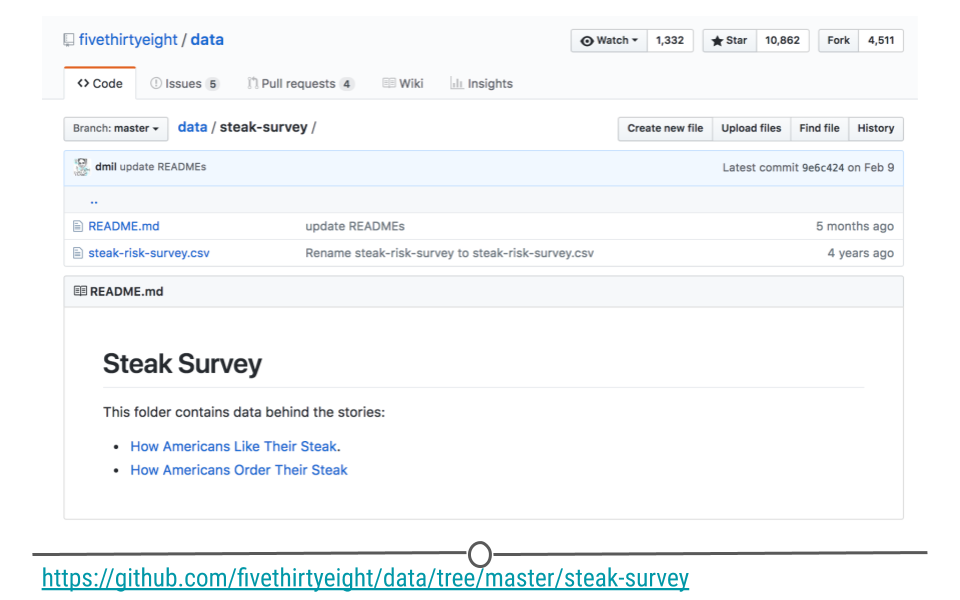 fivethirtyeight / data
Watch 1,332 Star 10,862 Fork 4,511
Code Issues 5 Pull requests 4 Wiki Insights
Branch: master data / steak-survey / Create new file Upload files Find file History
dmil update READMEs Latest commit 9e6c424 on Feb 9
..
README.md update READMEs 5 months ago
steak-risk-survey.csv Rename steak-risk-survey to steak-risk-survey.csv 4 years ago
README.md
Steak Survey
This folder contains data behind the stories:
• How Americans Like Their Steak.
• How Americans Order Their Steak
https://github.com/fivethirtyeight/data/tree/master/steak-survey